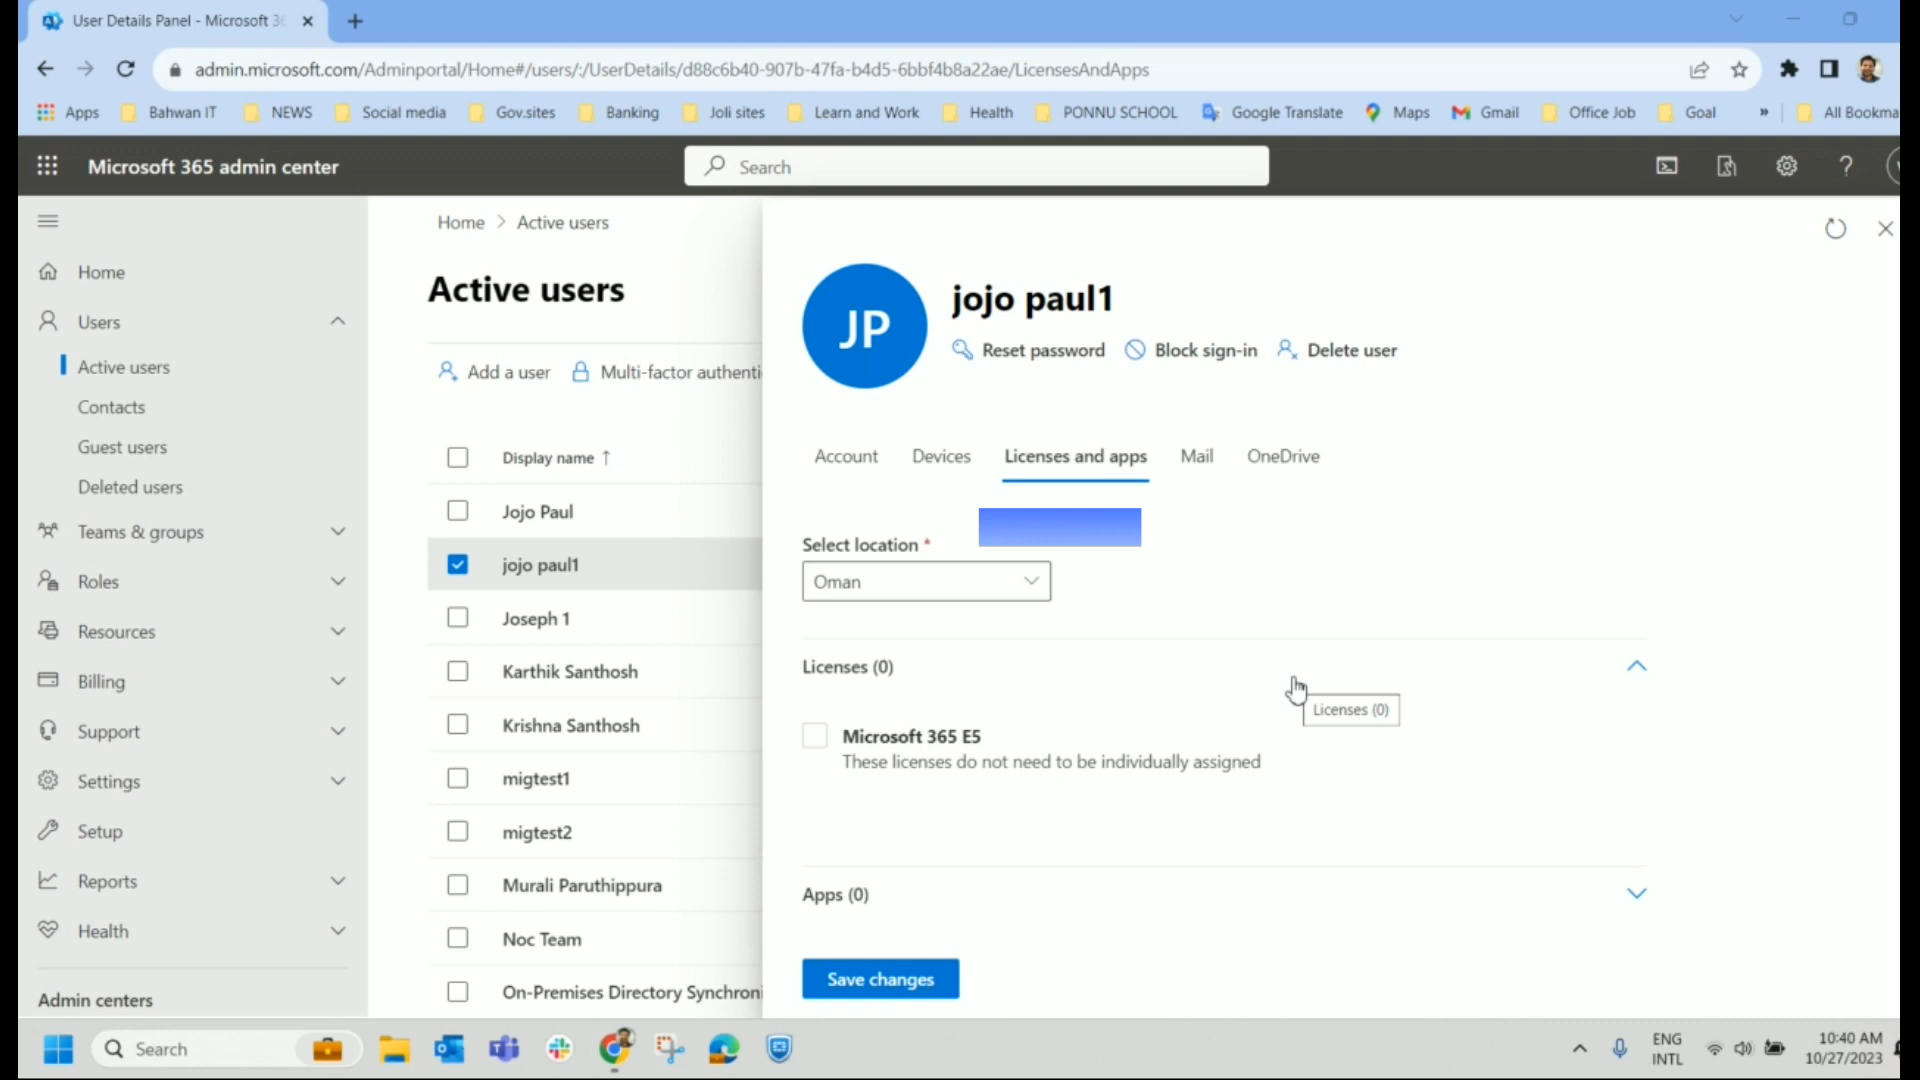 User Details Panel - Microsoft 36
admin.microsoft.com/Adminportal/Home#/users/:/UserDetails/d88c6b40-907b-47fa-b4d5-6bbf4b8a22ae/LicensesAndApps
Apps Bahwan IT NEWS Social media Gov.sites Banking Joli sites Learn and Work Health PONNU SCHOOL Google Translate Maps Gmail Office Job Goal » All Bookma
Microsoft 365 admin center
Search
Home
Users
Active users
Contacts
Guest users
Deleted users
Teams & groups
Roles
Resources
Billing
Support
Settings
Setup
Reports
Health
Admin centers
Home > Active users
Active users
Add a user Multi-factor authenti
Display name ↑
Jojo Paul
jojo paul1
Joseph 1
Karthik Santhosh
Krishna Santhosh
migtest1
migtest2
Murali Paruthippura
Noc Team
On-Premises Directory Synchroni
JP
jojo paul1
Reset password Block sign-in Delete user
Account Devices Licenses and apps Mail OneDrive
Select location *
Oman
Licenses (0)
Licenses (0)
Microsoft 365 E5
These licenses do not need to be individually assigned
Apps (0)
Save changes
Search
ENG
INTL
10:40 AM
10/27/2023